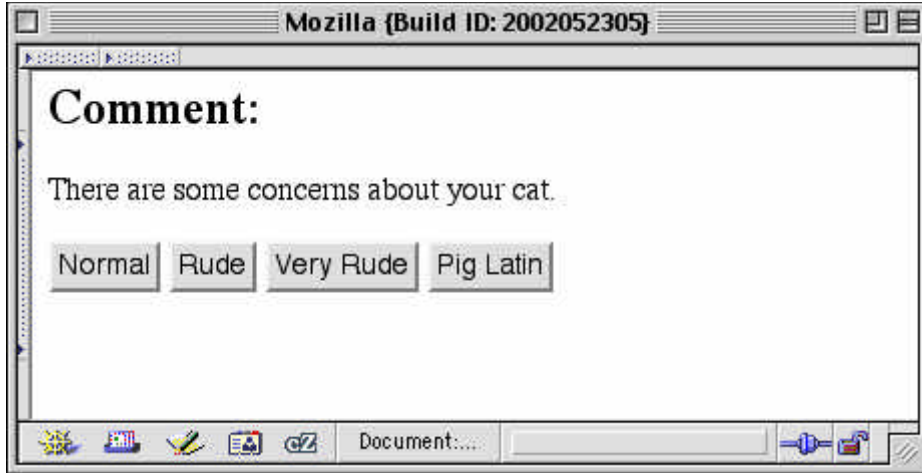 Mozilla {Build ID: 2002052305}
Comment:
There are some concerns about your cat.
Normal Rude Very Rude Pig Latin
Document:...